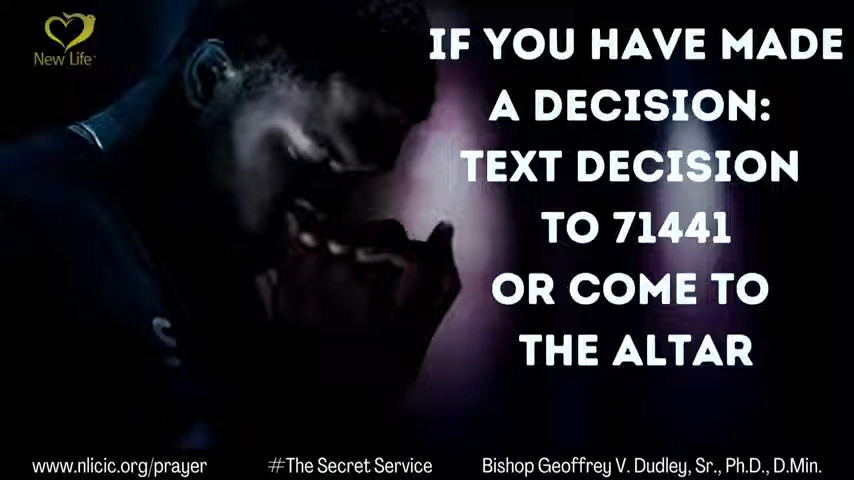 New Life
IF YOU HAVE MADE
A DECISION:
TEXT DECISION
TO 71441
OR COME TO
THE ALTAR
www.nlicic.org/prayer #The Secret Service Bishop Geoffrey V. Dudley, Sr., Ph.D., D.Min.